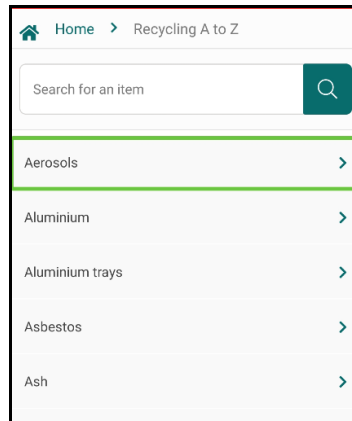 Home > Recycling A to Z
Search for an item
Aerosols
Aluminium
Aluminium trays
Asbestos
Ash